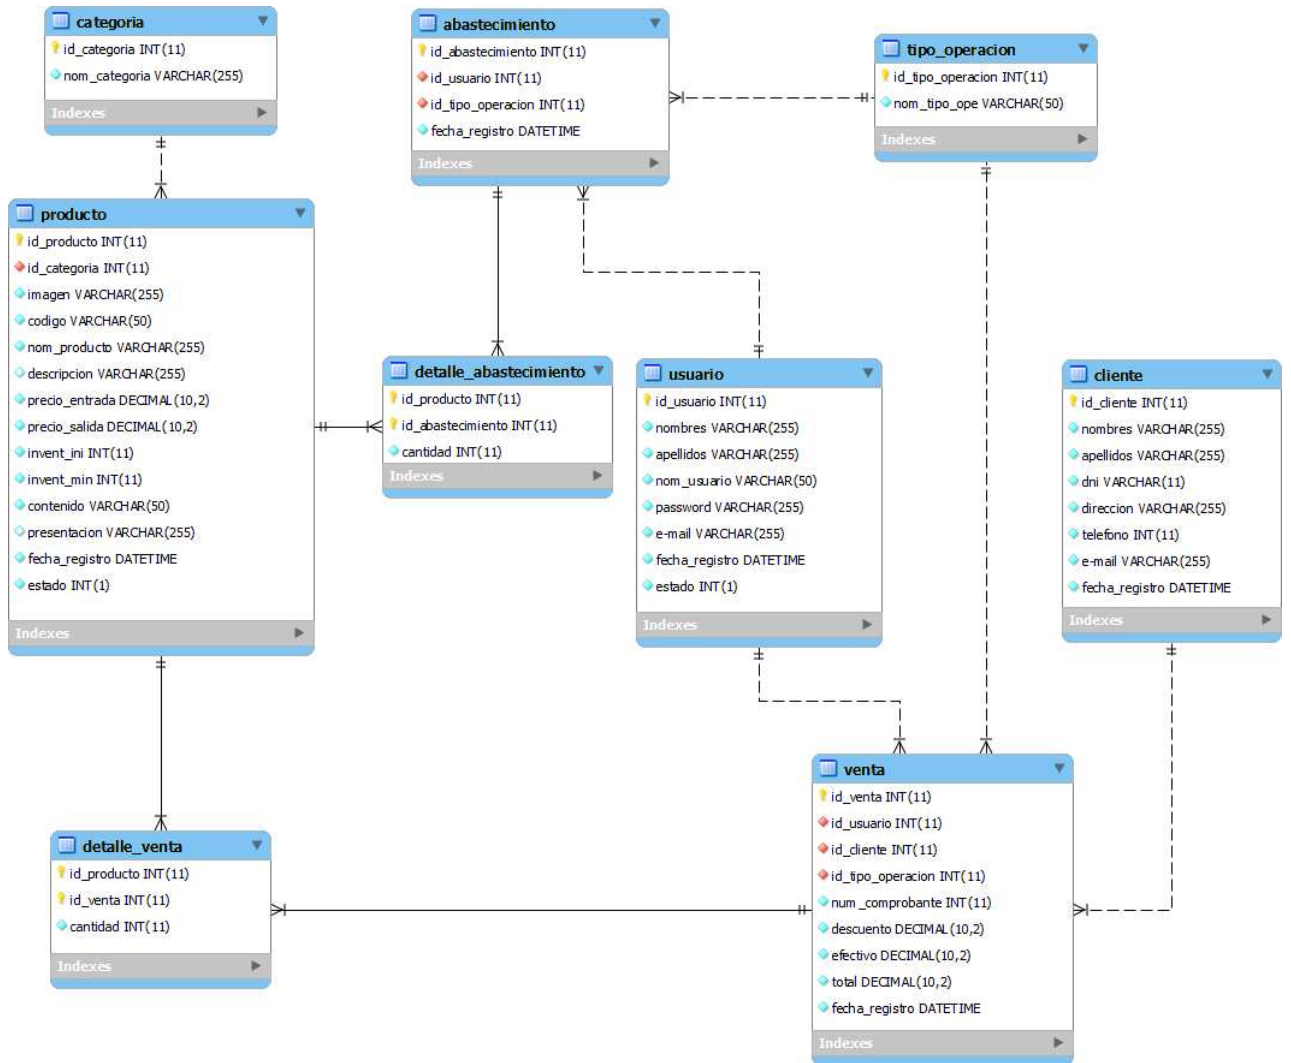 categoria
id_categoria INT(11)
nom_categoria VARCHAR(255)
Indexes
abastecimiento
id_abastecimiento INT(11)
id_usuario INT(11)
id_tipo_operacion INT(11)
fecha_registro DATETIME
Indexes
tipo_operacion
id_tipo_operacion INT(11)
nom_tipo_ope VARCHAR(50)
Indexes
producto
id_producto INT(11)
id_categoria INT(11)
imagen VARCHAR(255)
codigo VARCHAR(50)
nom_producto VARCHAR(255)
descripcion VARCHAR(255)
precio_entrada DECIMAL(10,2)
precio_salida DECIMAL(10,2)
invent_ini INT(11)
invent_min INT(11)
contenido VARCHAR(50)
presentacion VARCHAR(255)
fecha_registro DATETIME
estado INT(1)
Indexes
detalle_abastecimiento
id_producto INT(11)
id_abastecimiento INT(11)
cantidad INT(11)
Indexes
usuario
id_usuario INT(11)
nombres VARCHAR(255)
apellidos VARCHAR(255)
nom_usuario VARCHAR(50)
password VARCHAR(255)
e-mail VARCHAR(255)
fecha_registro DATETIME
estado INT(1)
Indexes
cliente
id_cliente INT(11)
nombres VARCHAR(255)
apellidos VARCHAR(255)
dni VARCHAR(11)
direccion VARCHAR(255)
telefono INT(11)
e-mail VARCHAR(255)
fecha_registro DATETIME
Indexes
detalle_venta
id_producto INT(11)
id_venta INT(11)
cantidad INT(11)
Indexes
venta
id_venta INT(11)
id_usuario INT(11)
id_cliente INT(11)
id_tipo_operacion INT(11)
num_comprobante INT(11)
descuento DECIMAL(10,2)
efectivo DECIMAL(10,2)
total DECIMAL(10,2)
fecha_registro DATETIME
Indexes